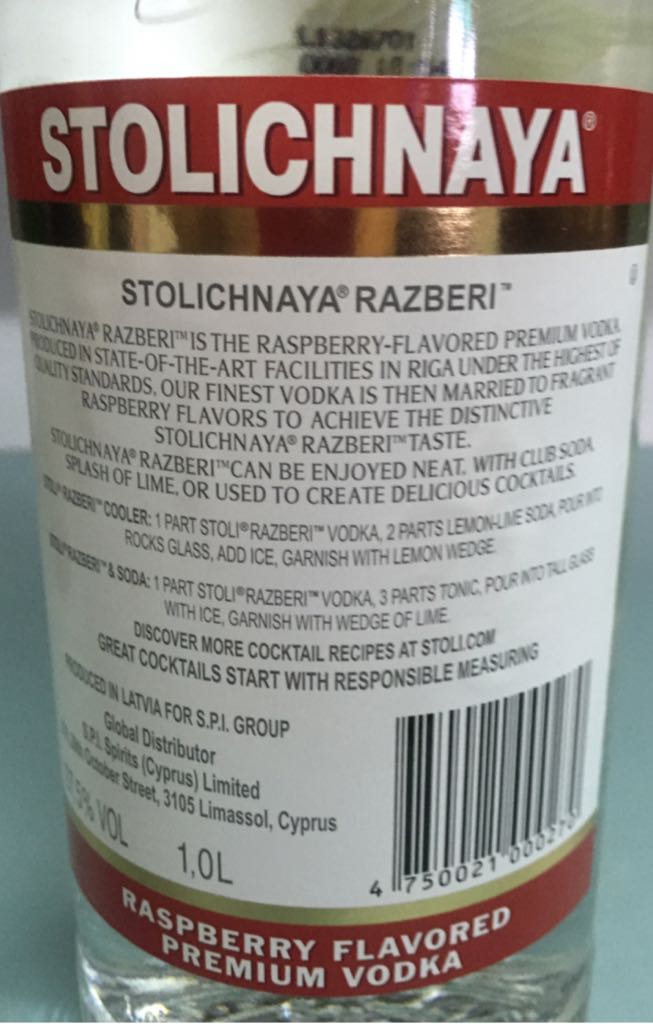 STOLICHNAYA®
STOLICHNAYA® RAZBERI™
STOLICHNAYA® RAZBERI™ IS THE RASPBERRY-FLAVORED PREMIUM VODKA.
PRODUCED IN STATE-OF-THE-ART FACILITIES IN RIGA UNDER THE HIGHEST OF
QUALITY STANDARDS, OUR FINEST VODKA IS THEN MARRIED TO FRAGRANT
RASPBERRY FLAVORS TO ACHIEVE THE DISTINCTIVE
STOLICHNAYA® RAZBERI™ TASTE.
STOLICHNAYA® RAZBERI™ CAN BE ENJOYED NEAT. WITH CLUB SODA,
SPLASH OF LIME, OR USED TO CREATE DELICIOUS COCKTAILS.
STOLI® RAZBERI™ COOLER: 1 PART STOLI® RAZBERI™ VODKA, 2 PARTS LEMON-LIME SODA, POUR INTO
ROCKS GLASS, ADD ICE, GARNISH WITH LEMON WEDGE.
STOLI® RAZBERI™ & SODA: 1 PART STOLI® RAZBERI™ VODKA, 3 PARTS TONIC, POUR INTO TALL GLASS
WITH ICE, GARNISH WITH WEDGE OF LIME.
DISCOVER MORE COCKTAIL RECIPES AT STOLI.COM
GREAT COCKTAILS START WITH RESPONSIBLE MEASURING
PRODUCED IN LATVIA FOR S.P.I. GROUP
Global Distributor
S.P.I. Spirits (Cyprus) Limited
October Street, 3105 Limassol, Cyprus
VOL
1,0L
4 750021 000270
RASPBERRY FLAVORED
PREMIUM VODKA